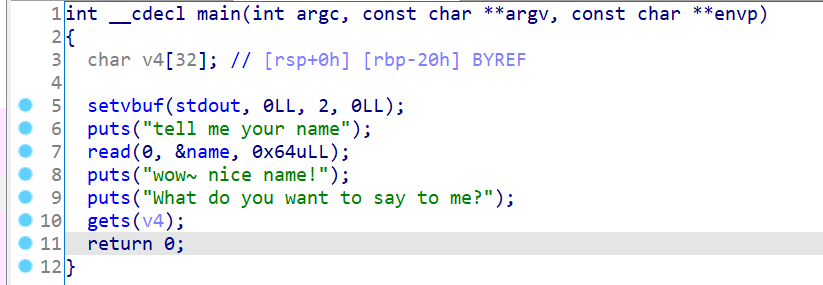 1 int __cdecl main(int argc, const char **argv, const char **envp)
2 {
3 char v4[32]; // [rsp+0h] [rbp-20h] BYREF
4
5 setvbuf(stdout, 0LL, 2, 0LL);
6 puts("tell me your name");
7 read(0, &name, 0x64uLL);
8 puts("wow~ nice name!");
9 puts("What do you want to say to me?");
10 gets(v4);
11 return 0;
12 }